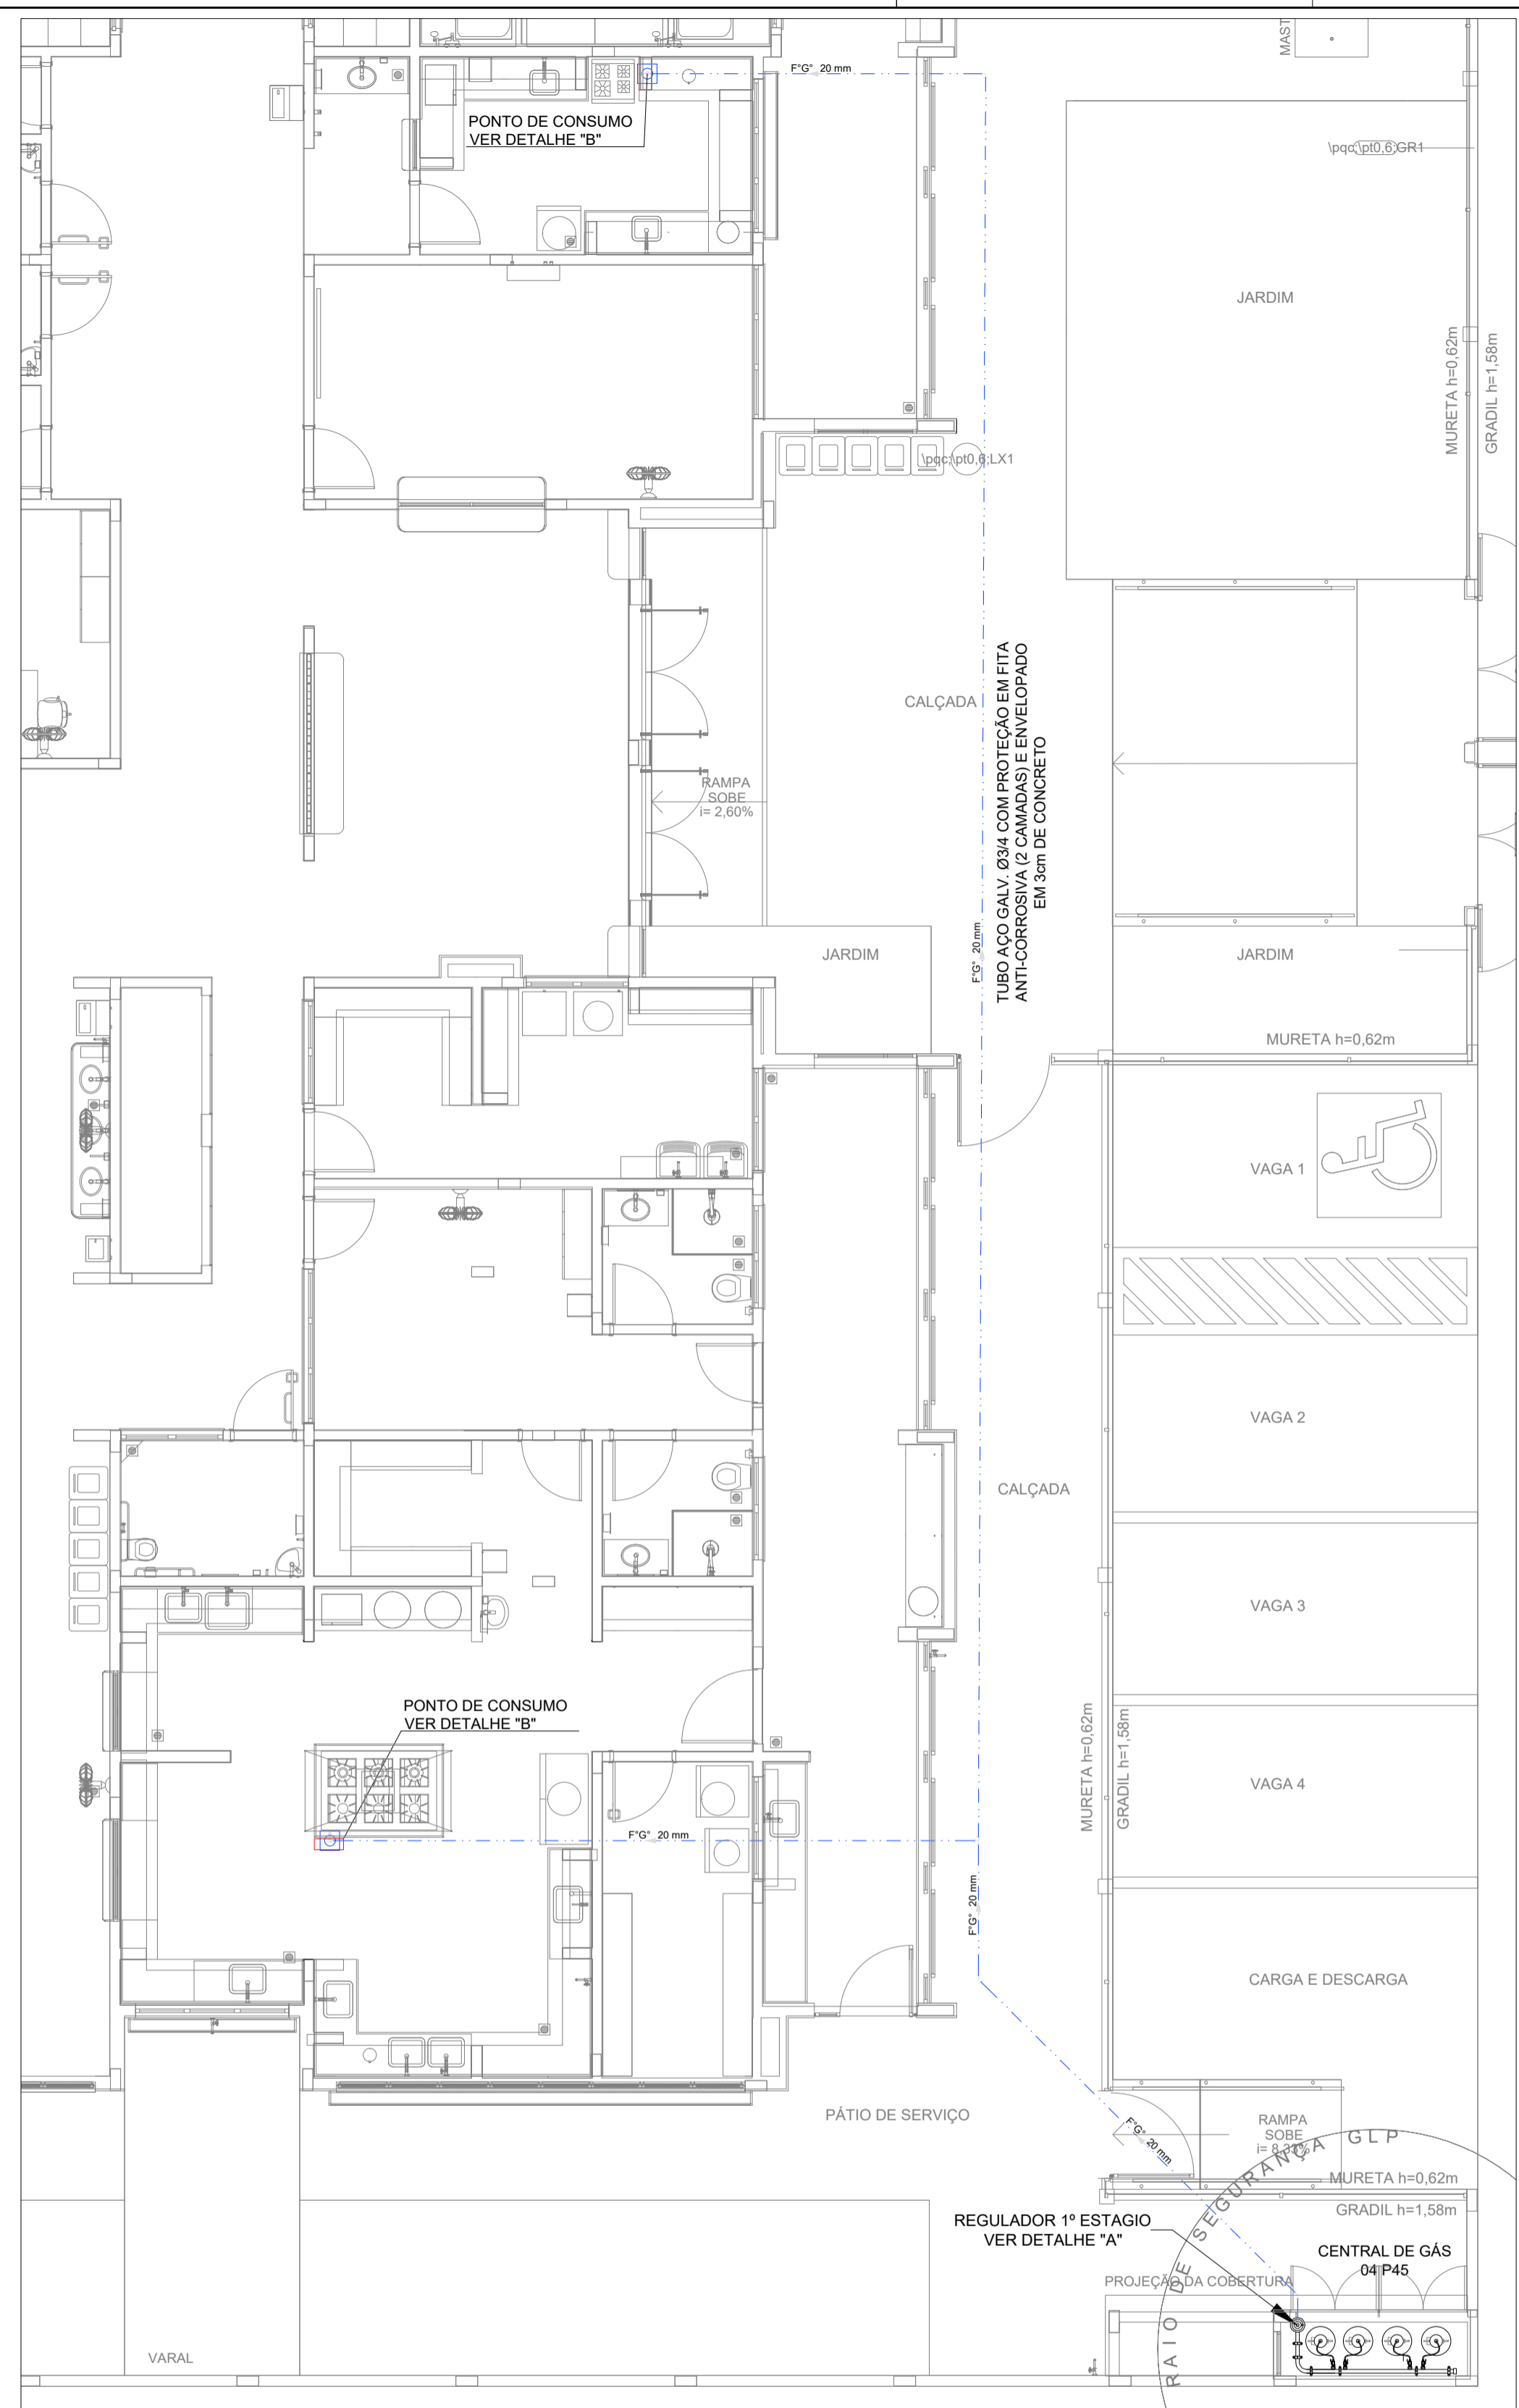 MAST
F°G° 20 mm
PONTO DE CONSUMO
VER DETALHE "B"
\pqc;\pt0,6;GR1
JARDIM
MURETA h=0,62m
GRADIL h=1,58m
\pqc;\pt0,6;LX1
TUBO AÇO GALV. Ø3/4 COM PROTEÇÃO EM FITA
ANTI-CORROSIVA (2 CAMADAS) E ENVELOPADO
EM 3cm DE CONCRETO
CALÇADA
RAMPA
SOBE
i= 2,60%
F°G° 20 mm
JARDIM
JARDIM
MURETA h=0,62m
VAGA 1
VAGA 2
CALÇADA
VAGA 3
PONTO DE CONSUMO
VER DETALHE "B"
MURETA h=0,62m
GRADIL h=1,58m
VAGA 4
F°G° 20 mm
F°G° 20 mm
CARGA E DESCARGA
PÁTIO DE SERVIÇO
F°G° 20 mm
RAMPA
SOBE
i= 8,33%
RAIO DE SEGURANÇA GLP
MURETA h=0,62m
GRADIL h=1,58m
REGULADOR 1º ESTAGIO
VER DETALHE "A"
CENTRAL DE GÁS
04 P45
PROJEÇÃO DA COBERTURA
VARAL